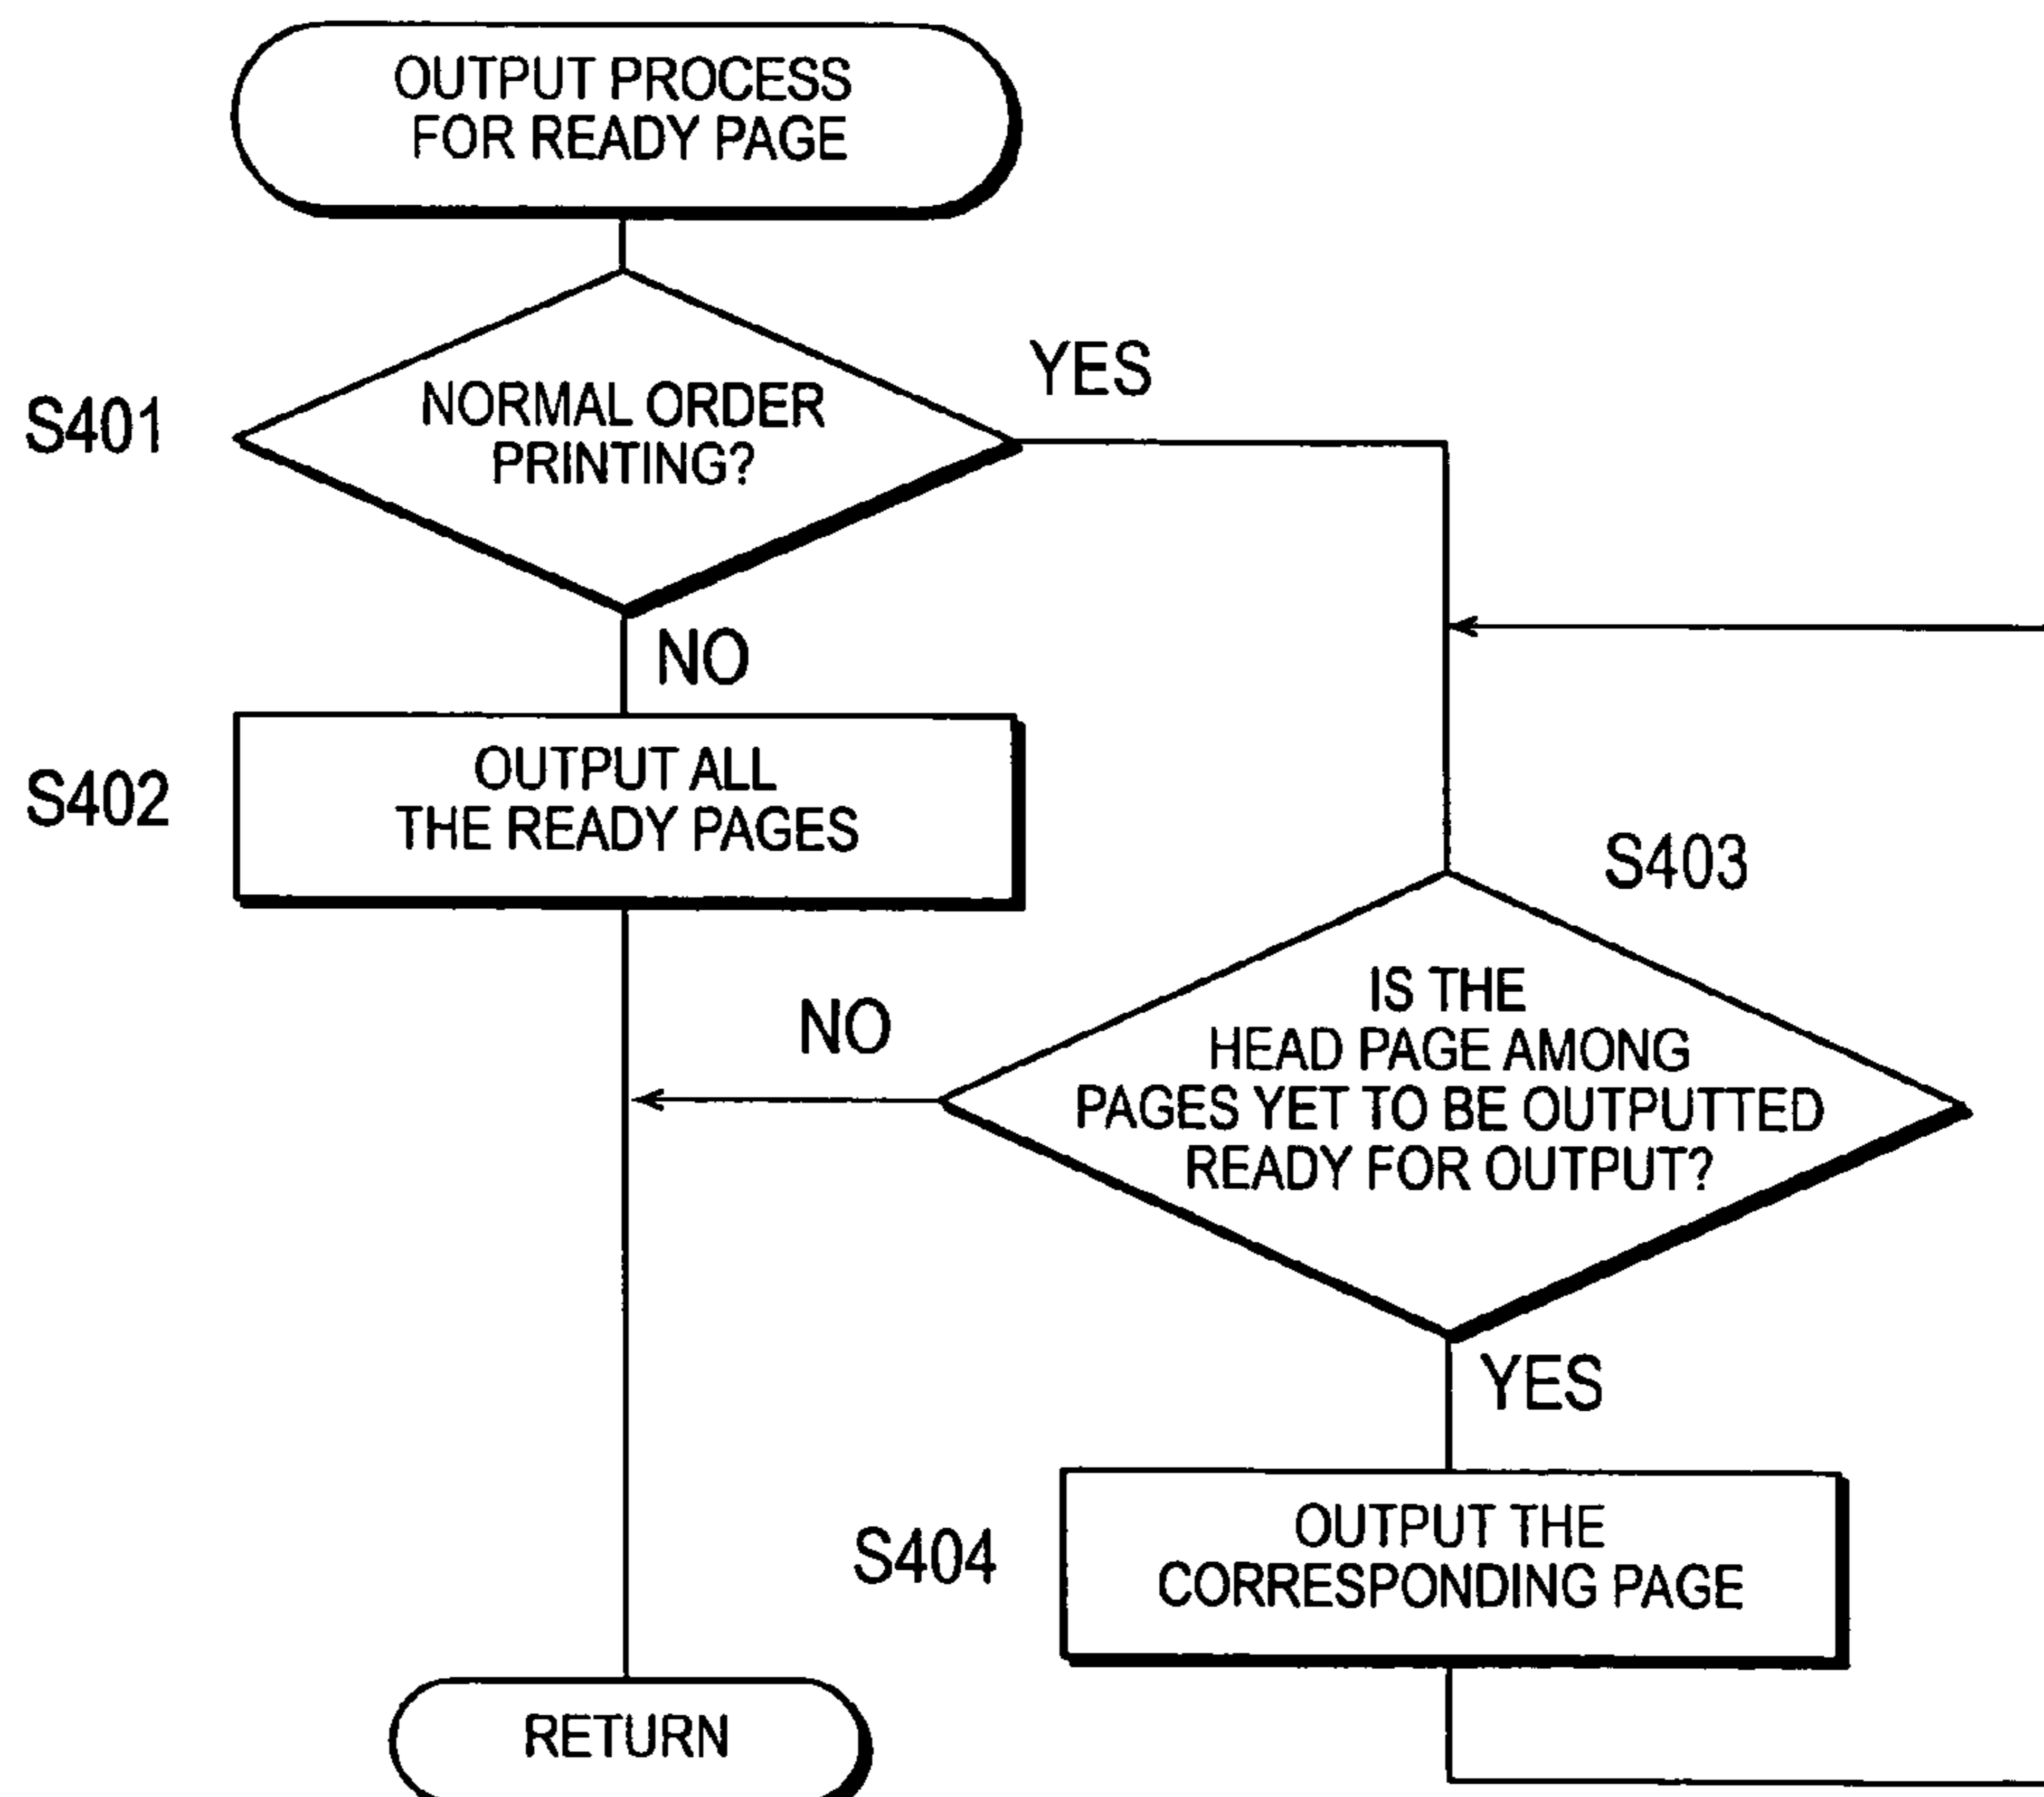 OUTPUT PROCESS
FOR READY PAGE
S401
NORMAL ORDER
PRINTING?
YES
NO
S402
OUTPUT ALL
THE READY PAGES
S403
IS THE
HEAD PAGE AMONG
PAGES YET TO BE OUTPUTTED
READY FOR OUTPUT?
NO
YES
S404
OUTPUT THE
CORRESPONDING PAGE
RETURN